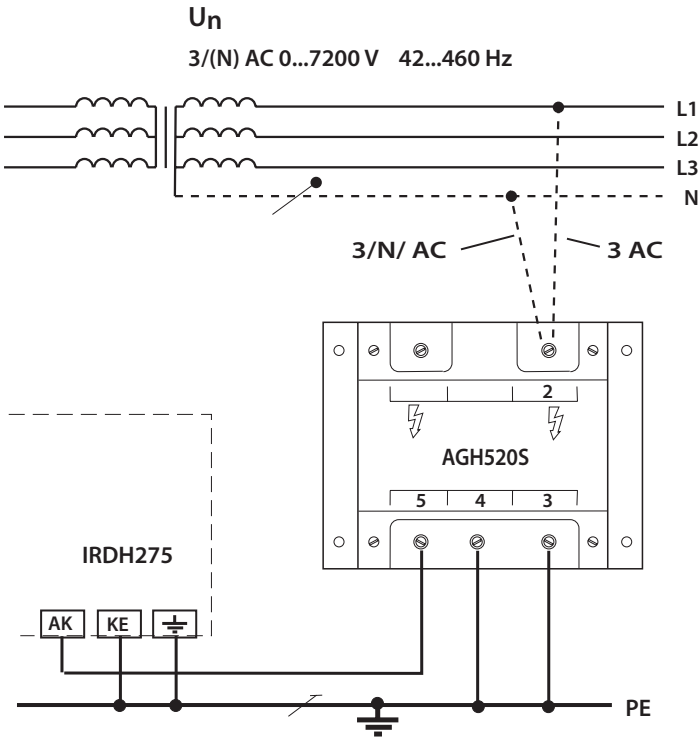 Un
3/(N) AC 0...7200 V 42...460 Hz
L1
L2
L3
N
3/N/ AC
3 AC
2
AGH520S
5 4 3
IRDH275
AK KE
PE